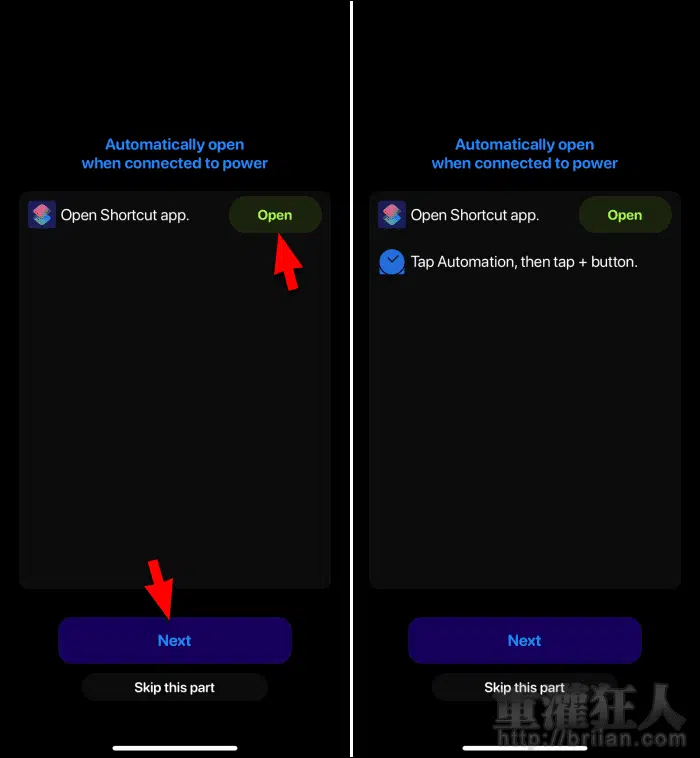 Automatically open
when connected to power
Open Shortcut app.
Open
Next
Skip this part
Automatically open
when connected to power
Open Shortcut app.
Open
Tap Automation, then tap + button.
Next
Skip this part
重灌狂人
http://briian.com